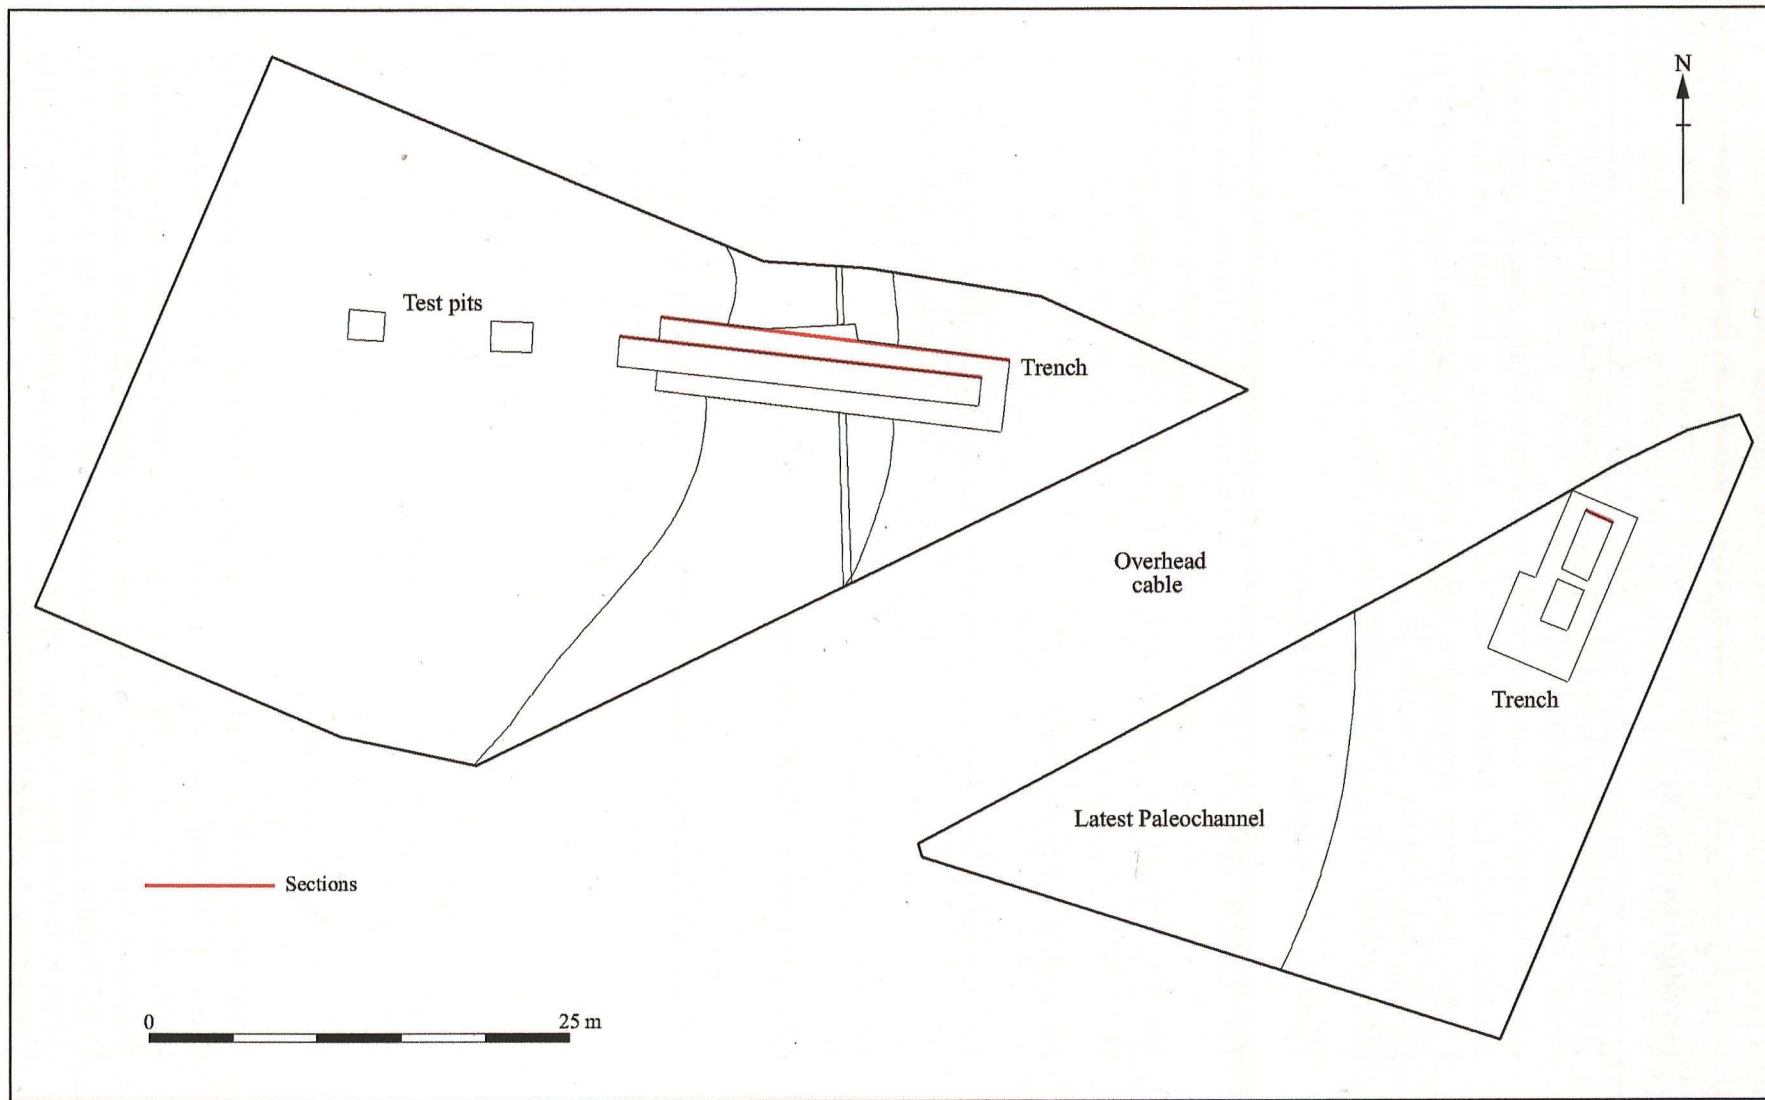 N
Test pits
Trench
Overhead
cable
Trench
Latest Paleochannel
Sections
0
25 m